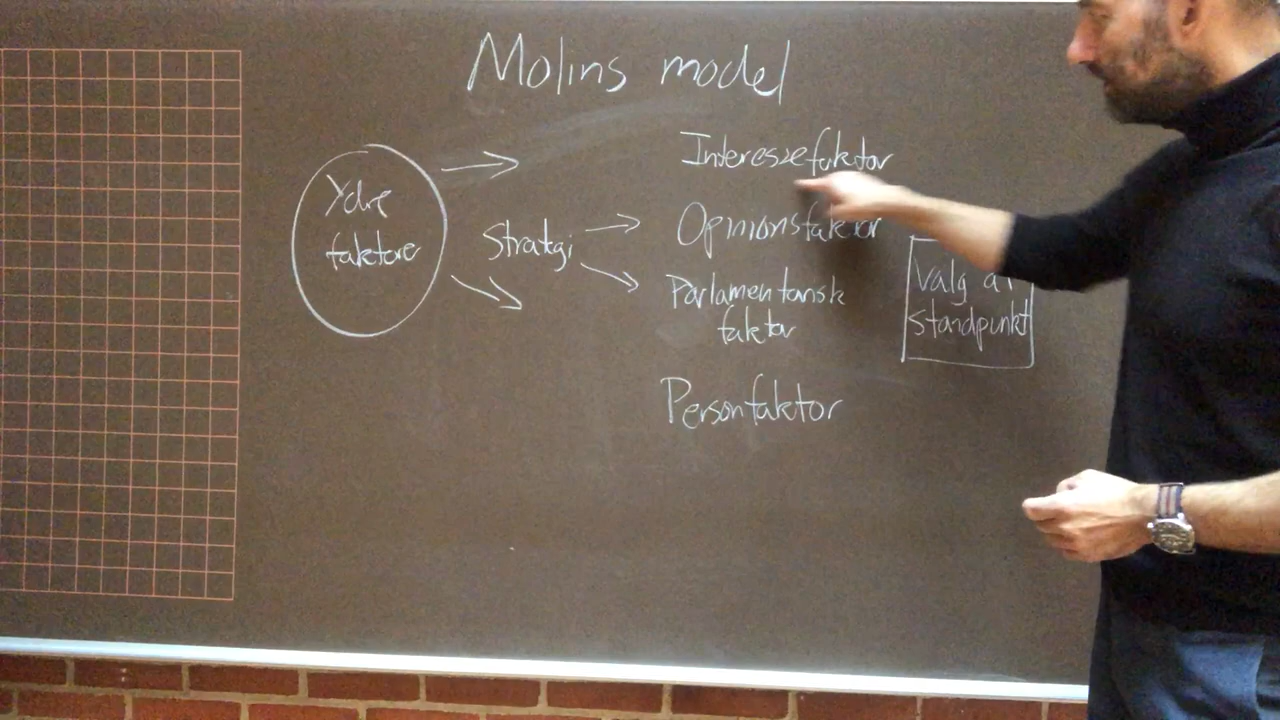 Molins model
Ydre
faktorer
Strategi
Interessefaktor
Opinionsfaktor
Parlamentarisk
faktor
Personfaktor
Valg af
standpunkt